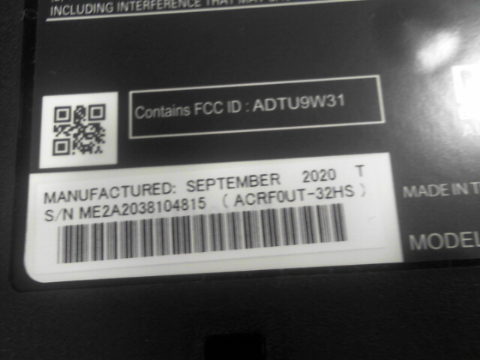 INCLUDING INTERFERENCE THAT MAY
Contains FCC ID : ADTU9W31
MANUFACTURED: SEPTEMBER 2020 T
S/N ME2A2038104815 ( ACRF0UT-32HS )
MADE IN T
MODEL